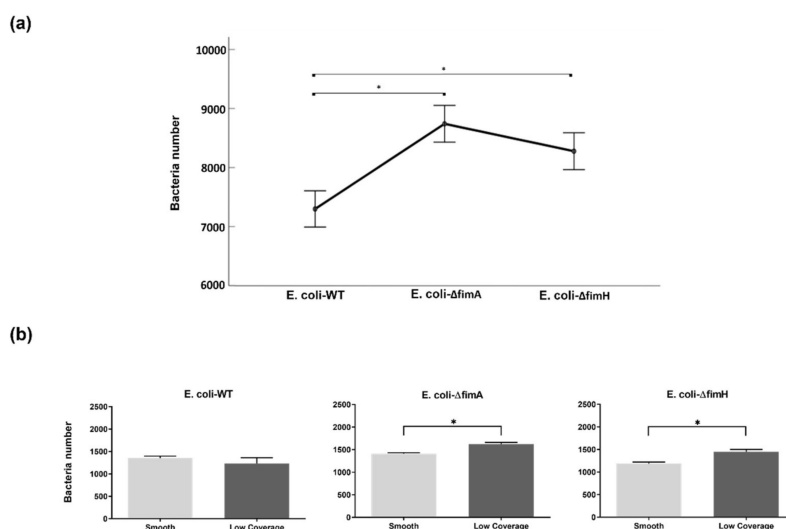 (a)
10000
9000
8000
7000
6000
Bacteria number
*
*
E. coli-WT
E. coli-ΔfimA
E. coli-ΔfimH
(b)
E. coli-WT
Bacteria number
2500
2000
1500
1000
500
0
Smooth
Low Coverage
E. coli-ΔfimA
2500
2000
1500
1000
500
0
*
Smooth
Low Coverage
E. coli-ΔfimH
2500
2000
1500
1000
500
0
*
Smooth
Low Coverage